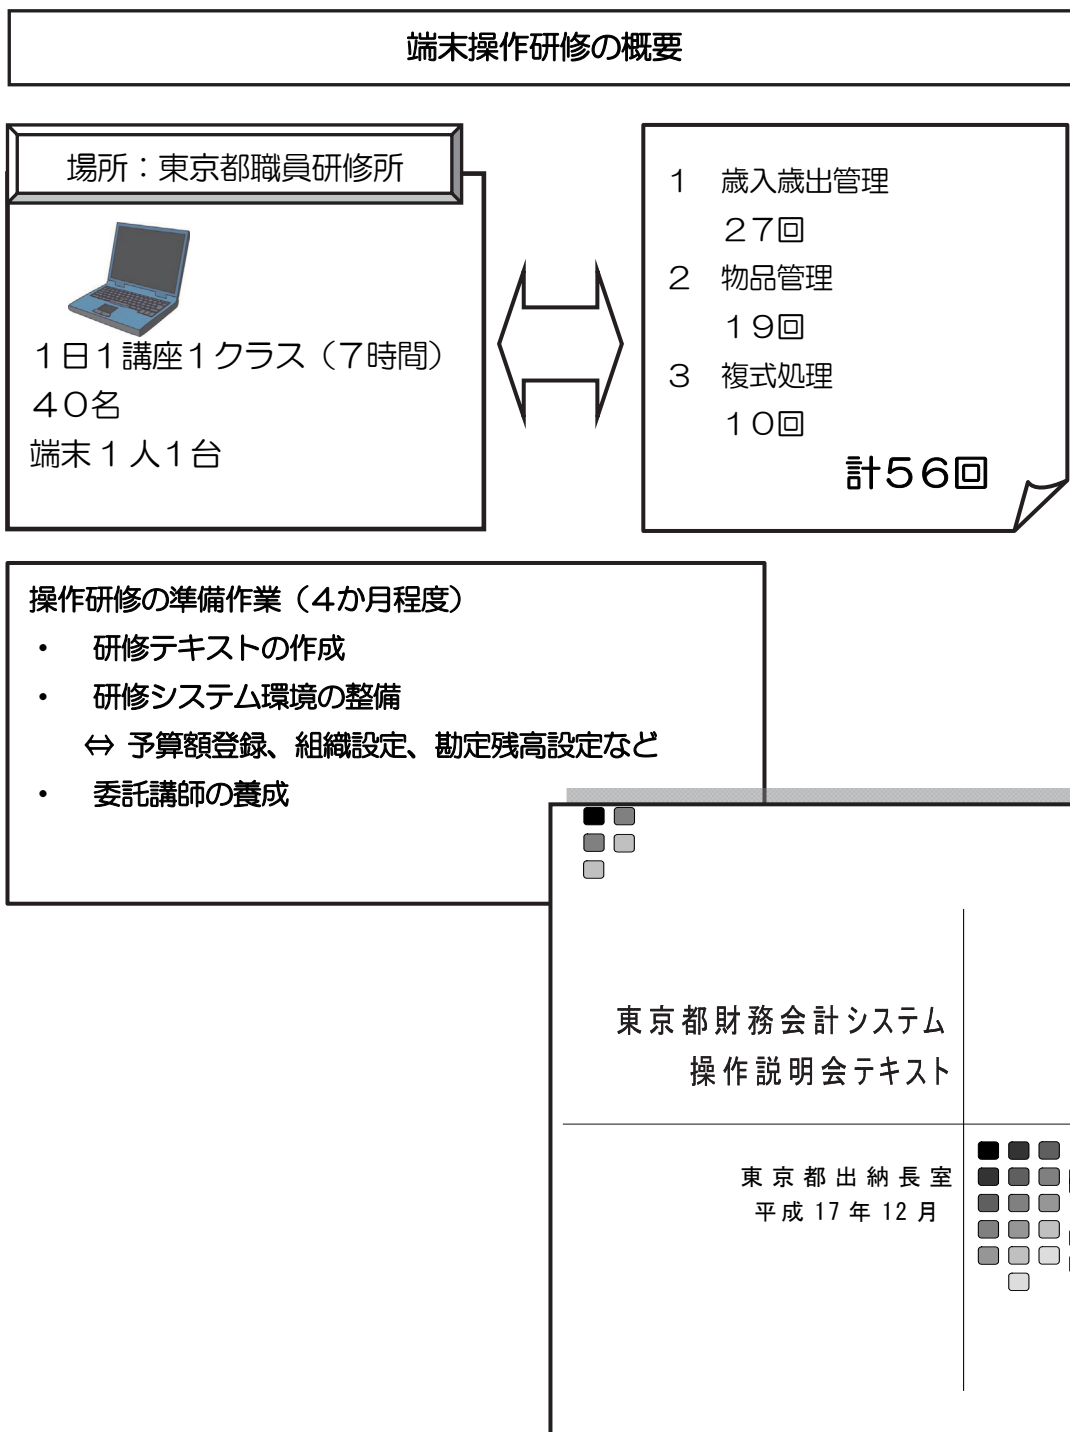 端末操作研修の概要
場所：東京都職員研修所
１日１講座１クラス（７時間）
４０名
端末１人１台
１　歳入歳出管理
２７回
２　物品管理
１９回
３　複式処理
１０回
計５６回
操作研修の準備作業（４か月程度）
・　研修テキストの作成
・　研修システム環境の整備
⇔ 予算額登録、組織設定、勘定残高設定など
・　委託講師の養成
東京都財務会計システム
操作説明会テキスト
東京都出納長室
平成 17 年 12 月